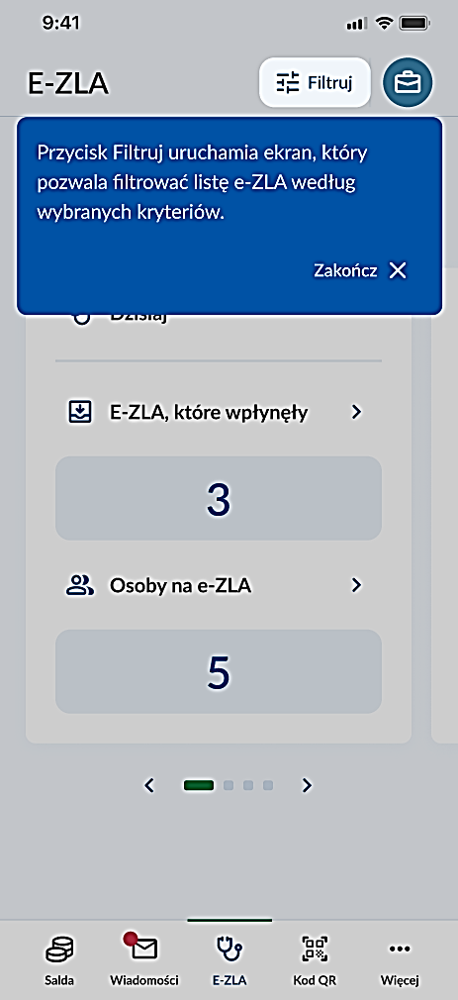 9:41
E-ZLA
Filtruj
Przycisk Filtruj uruchamia ekran, który
pozwala filtrować listę e-ZLA według
wybranych kryteriów.
Zakończ
Dzisiaj
E-ZLA, które wpłynęły
3
Osoby na e-ZLA
5
Salda
Wiadomości
E-ZLA
Kod QR
Więcej